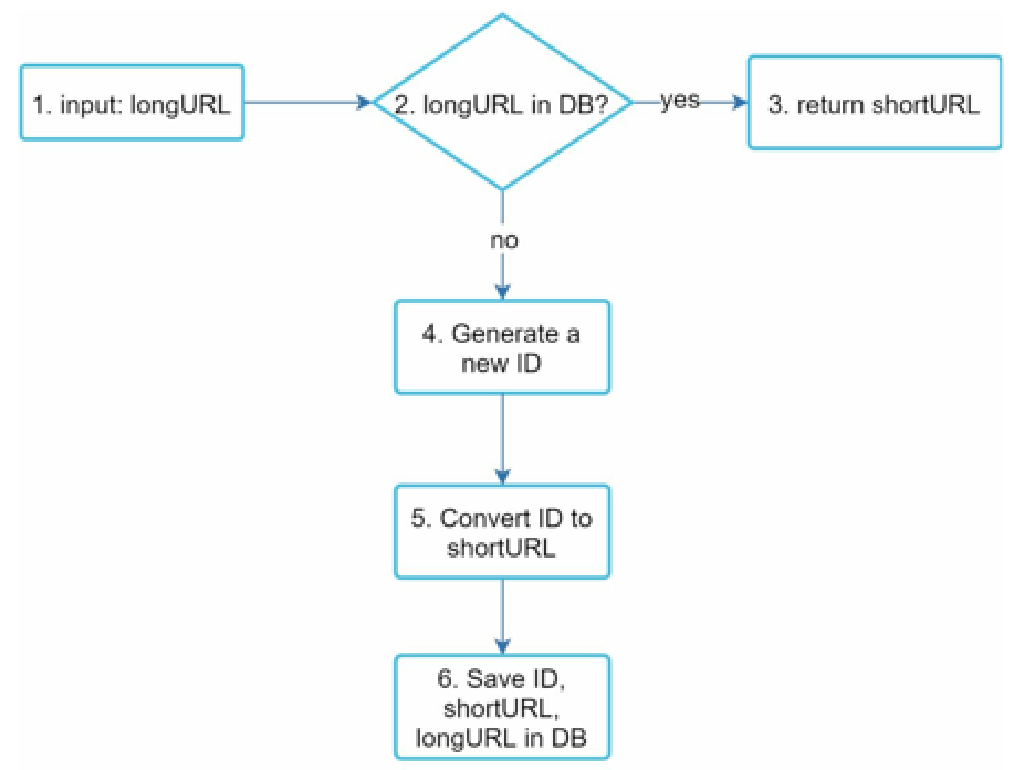 1. input: longURL
2. longURL in DB?
yes
3. return shortURL
no
4. Generate a
new ID
5. Convert ID to
shortURL
6. Save ID,
shortURL,
longURL in DB